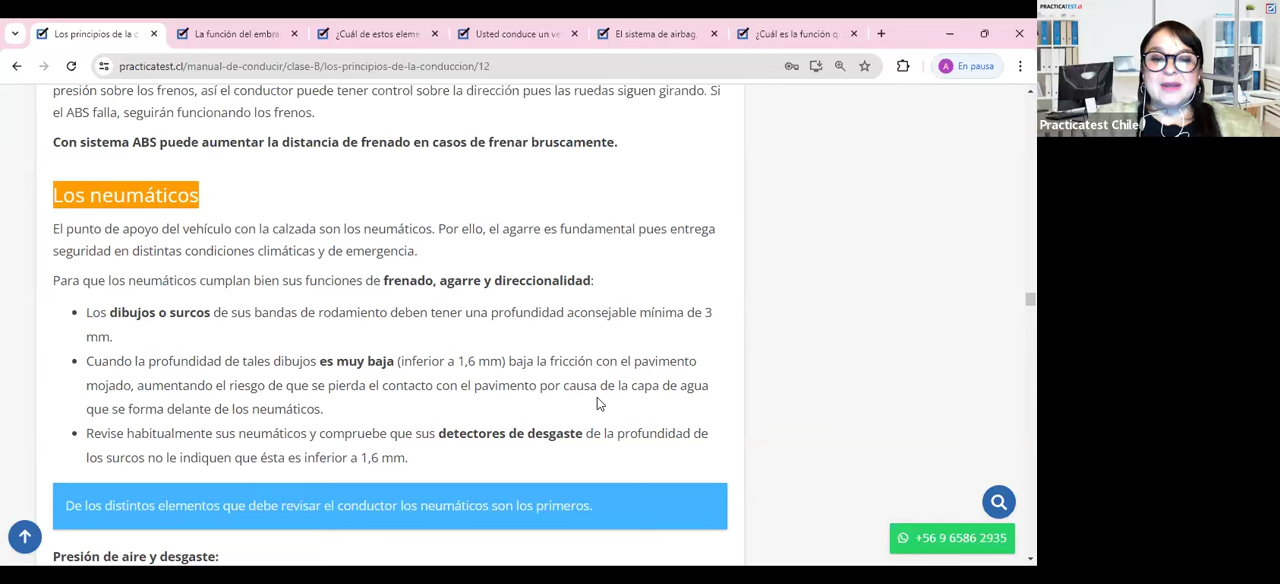 Los principios de la c
La función del embra
¿Cuál de estos eleme
Usted conduce un ve
El sistema de airbag,
¿Cuál es la función q
practicatest.cl/manual-de-conducir/clase-B/los-principios-de-la-conduccion/12
A En pausa
PRACTICATEST.cl
Practicatest Chile
presión sobre los frenos, así el conductor puede tener control sobre la dirección pues las ruedas siguen girando. Si
el ABS falla, seguirán funcionando los frenos.
Con sistema ABS puede aumentar la distancia de frenado en casos de frenar bruscamente.
Los neumáticos
El punto de apoyo del vehículo con la calzada son los neumáticos. Por ello, el agarre es fundamental pues entrega
seguridad en distintas condiciones climáticas y de emergencia.
Para que los neumáticos cumplan bien sus funciones de frenado, agarre y direccionalidad:
Los dibujos o surcos de sus bandas de rodamiento deben tener una profundidad aconsejable mínima de 3
mm.
Cuando la profundidad de tales dibujos es muy baja (inferior a 1,6 mm) baja la fricción con el pavimento
mojado, aumentando el riesgo de que se pierda el contacto con el pavimento por causa de la capa de agua
que se forma delante de los neumáticos.
Revise habitualmente sus neumáticos y compruebe que sus detectores de desgaste de la profundidad de
los surcos no le indiquen que ésta es inferior a 1,6 mm.
De los distintos elementos que debe revisar el conductor los neumáticos son los primeros.
+56 9 6586 2935
Presión de aire y desgaste: